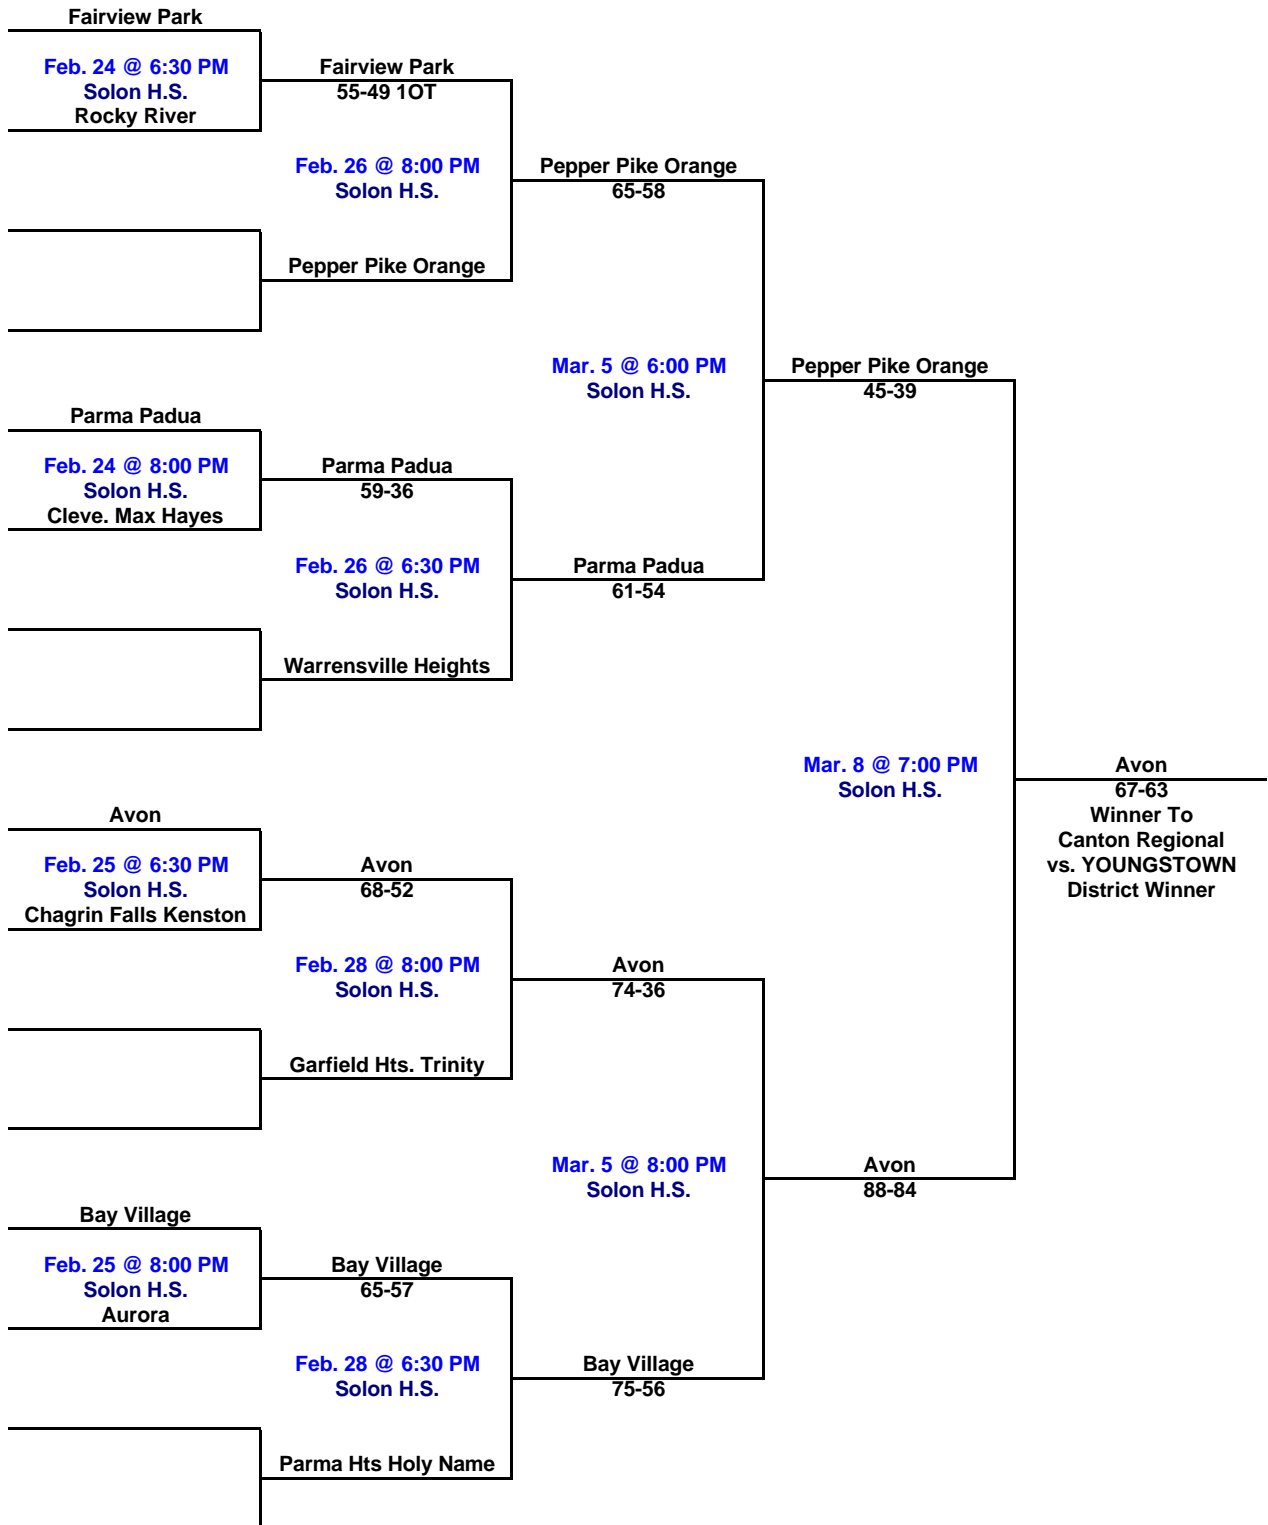 Fairview Park
Feb. 24 @ 6:30 PM
Solon H.S.
Rocky River
Fairview Park
55-49 1OT
Feb. 26 @ 8:00 PM
Solon H.S.
Pepper Pike Orange
Pepper Pike Orange
65-58
Mar. 5 @ 6:00 PM
Solon H.S.
Pepper Pike Orange
45-39
Parma Padua
Feb. 24 @ 8:00 PM
Solon H.S.
Cleve. Max Hayes
Parma Padua
59-36
Feb. 26 @ 6:30 PM
Solon H.S.
Warrensville Heights
Parma Padua
61-54
Mar. 8 @ 7:00 PM
Solon H.S.
Avon
67-63
Winner To
Canton Regional
vs. YOUNGSTOWN
District Winner
Avon
Feb. 25 @ 6:30 PM
Solon H.S.
Chagrin Falls Kenston
Avon
68-52
Feb. 28 @ 8:00 PM
Solon H.S.
Garfield Hts. Trinity
Avon
74-36
Mar. 5 @ 8:00 PM
Solon H.S.
Avon
88-84
Bay Village
Feb. 25 @ 8:00 PM
Solon H.S.
Aurora
Bay Village
65-57
Feb. 28 @ 6:30 PM
Solon H.S.
Parma Hts Holy Name
Bay Village
75-56